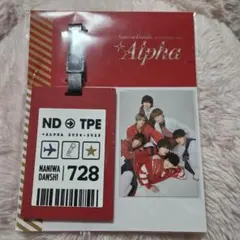 +Alpha
ND → TPE
+ALPHA 2024-2025
NANIWA
DANSHI
728